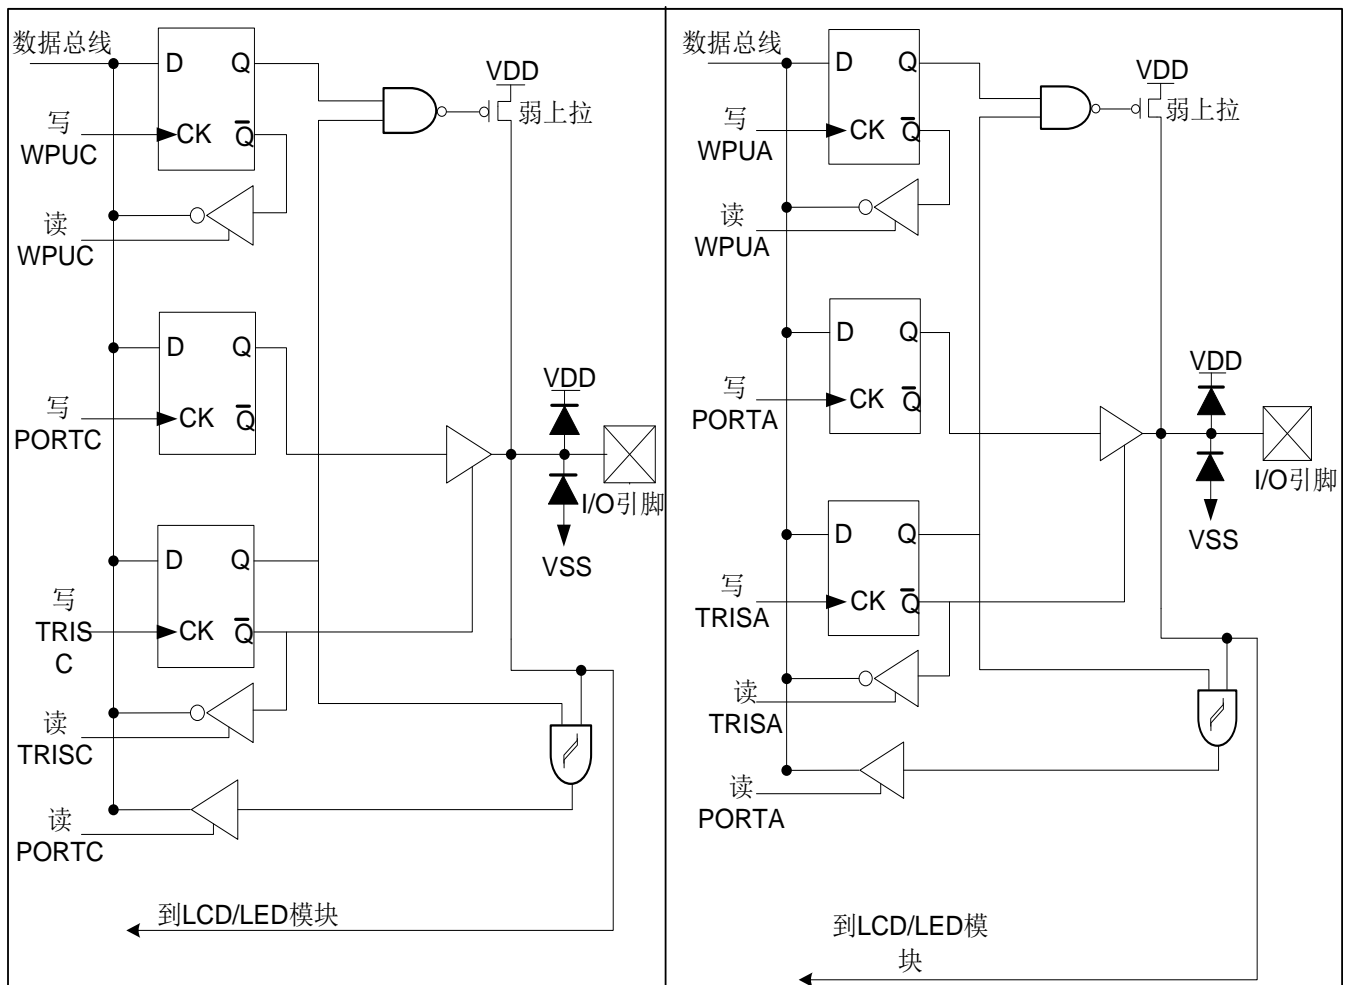 数据总线
D
Q
VDD
弱上拉
写
WPUC
CK
Q
读
WPUC
D
Q
写
PORTC
CK
Q
VDD
I/O引脚
VSS
D
Q
写
TRIS
C
CK
Q
读
TRISC
读
PORTC
到LCD/LED模块
数据总线
D
Q
VDD
弱上拉
写
WPUA
CK
Q
读
WPUA
D
Q
写
PORTA
CK
Q
VDD
I/O引脚
VSS
D
Q
写
TRISA
CK
Q
读
TRISA
读
PORTA
到LCD/LED模
块